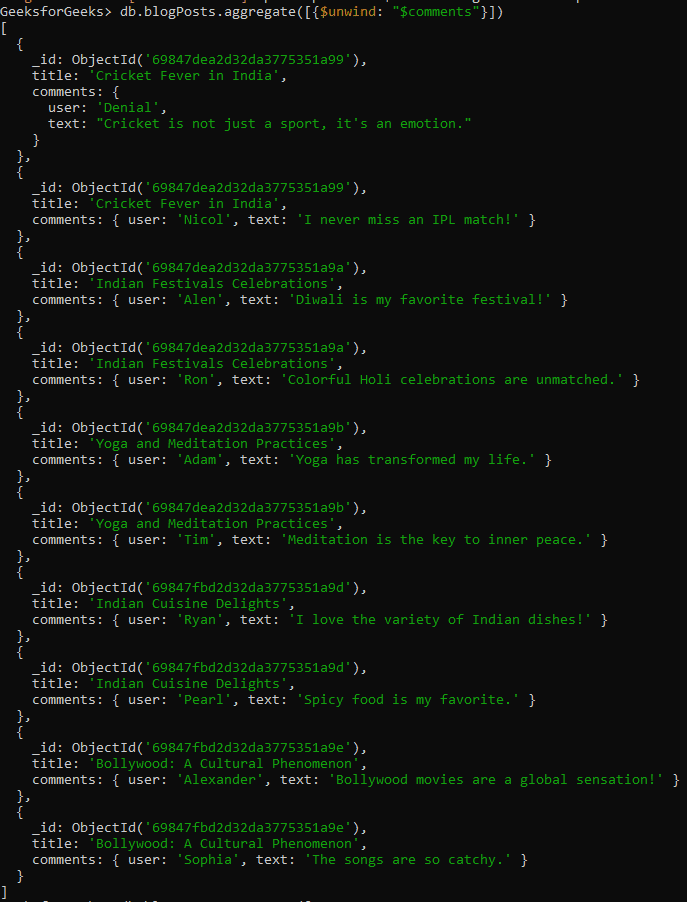 GeeksforGeeks> db.blogPosts.aggregate([{$unwind: "$comments"}])
[
  {
    _id: ObjectId('69847dea2d32da3775351a99'),
    title: 'Cricket Fever in India',
    comments: {
      user: 'Denial',
      text: "Cricket is not just a sport, it's an emotion."
    }
  },
  {
    _id: ObjectId('69847dea2d32da3775351a99'),
    title: 'Cricket Fever in India',
    comments: { user: 'Nicol', text: 'I never miss an IPL match!' }
  },
  {
    _id: ObjectId('69847dea2d32da3775351a9a'),
    title: 'Indian Festivals Celebrations',
    comments: { user: 'Alen', text: 'Diwali is my favorite festival!' }
  },
  {
    _id: ObjectId('69847dea2d32da3775351a9a'),
    title: 'Indian Festivals Celebrations',
    comments: { user: 'Ron', text: 'Colorful Holi celebrations are unmatched.' }
  },
  {
    _id: ObjectId('69847dea2d32da3775351a9b'),
    title: 'Yoga and Meditation Practices',
    comments: { user: 'Adam', text: 'Yoga has transformed my life.' }
  },
  {
    _id: ObjectId('69847dea2d32da3775351a9b'),
    title: 'Yoga and Meditation Practices',
    comments: { user: 'Tim', text: 'Meditation is the key to inner peace.' }
  },
  {
    _id: ObjectId('69847fbd2d32da3775351a9d'),
    title: 'Indian Cuisine Delights',
    comments: { user: 'Ryan', text: 'I love the variety of Indian dishes!' }
  },
  {
    _id: ObjectId('69847fbd2d32da3775351a9d'),
    title: 'Indian Cuisine Delights',
    comments: { user: 'Pearl', text: 'Spicy food is my favorite.' }
  },
  {
    _id: ObjectId('69847fbd2d32da3775351a9e'),
    title: 'Bollywood: A Cultural Phenomenon',
    comments: { user: 'Alexander', text: 'Bollywood movies are a global sensation!' }
  },
  {
    _id: ObjectId('69847fbd2d32da3775351a9e'),
    title: 'Bollywood: A Cultural Phenomenon',
    comments: { user: 'Sophia', text: 'The songs are so catchy.' }
  }
]